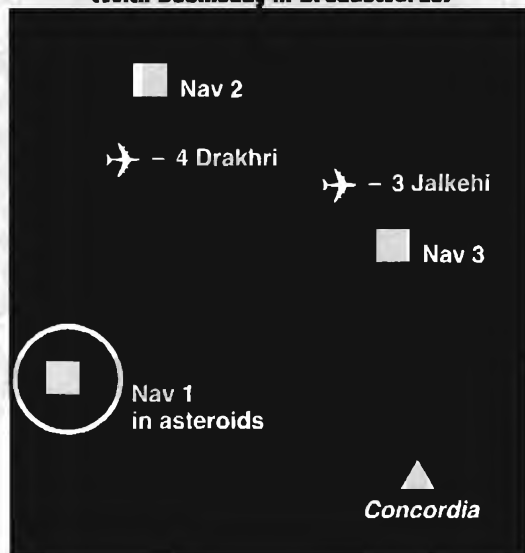 Nav 2
– 4 Drakhri
– 3 Jalkehi
Nav 3
Nav 1
in asteroids
Concordia